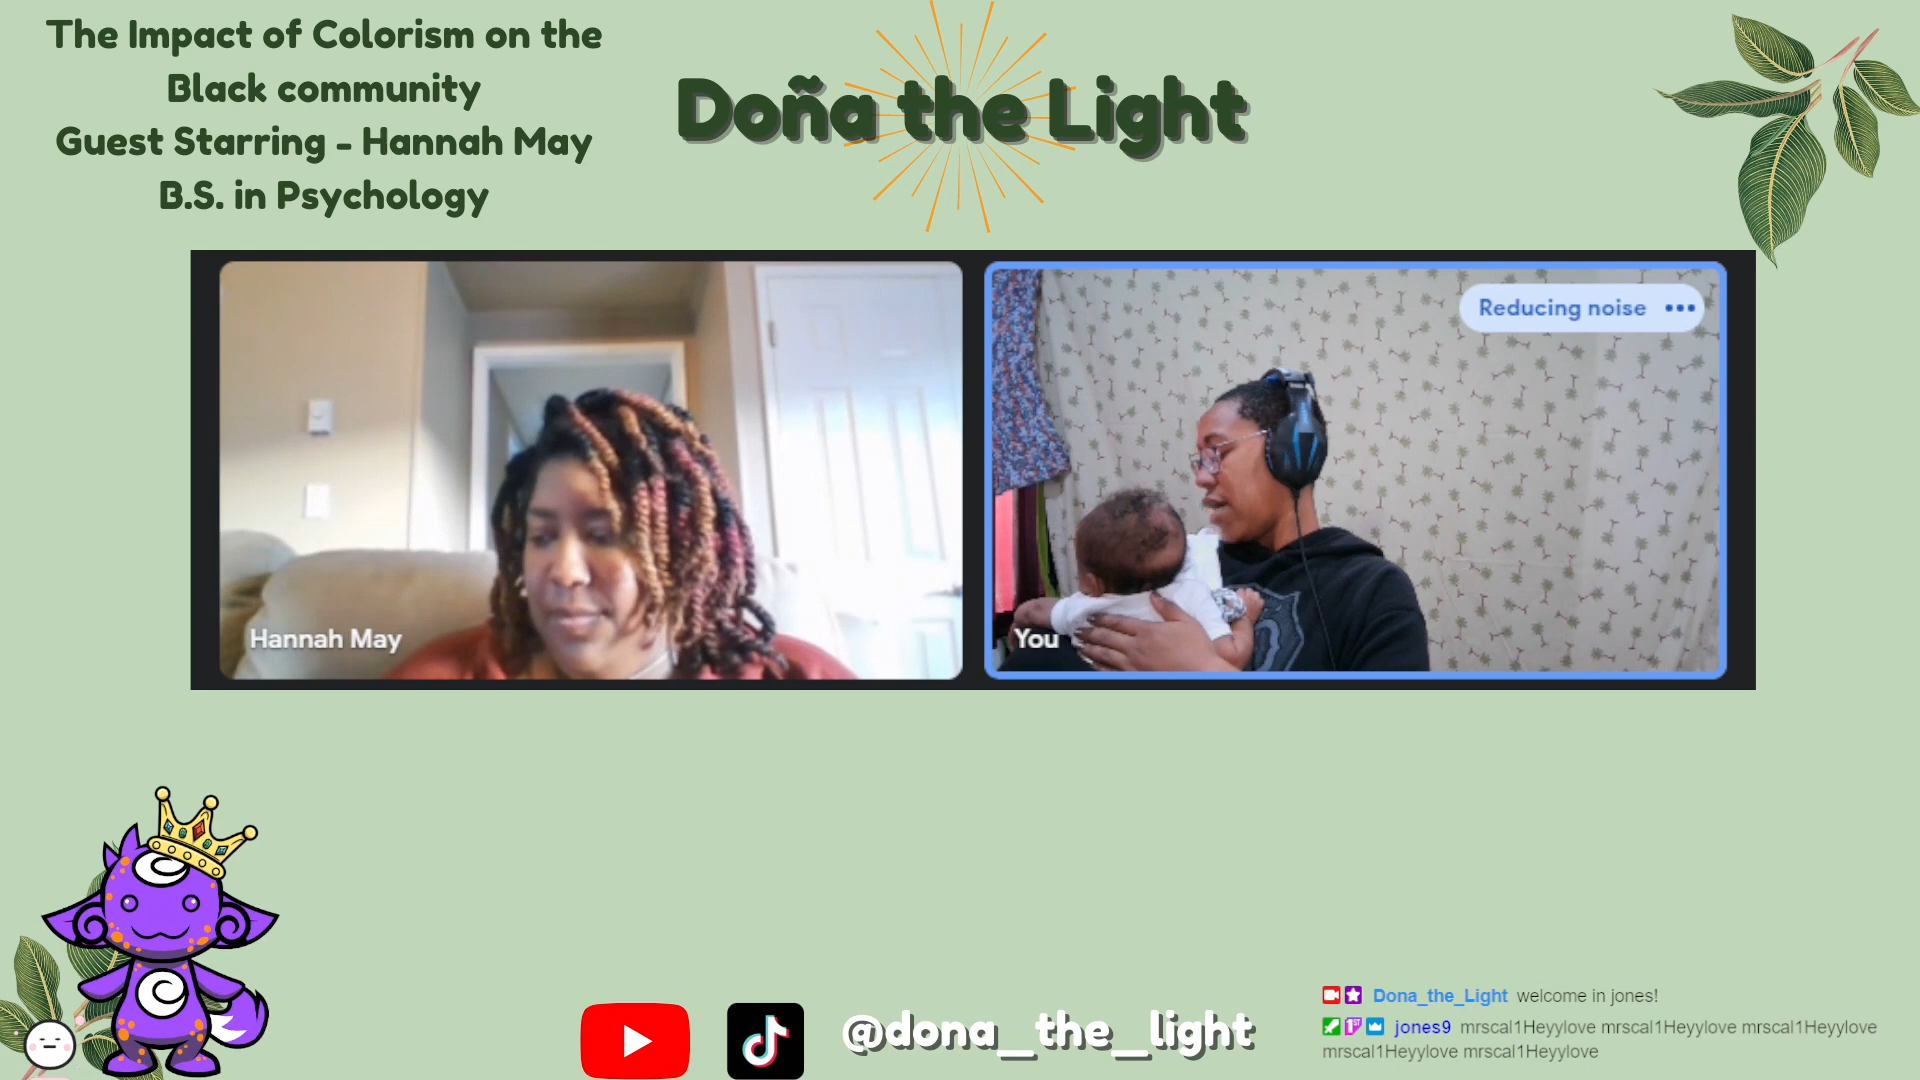 The Impact of Colorism on the
Black community
Guest Starring - Hannah May
B.S. in Psychology
Doña the Light
Reducing noise
Hannah May
You
@dona_the_light
Dona_the_Light welcome in jones!
jones9 mrscal1Heyylove mrscal1Heyylove mrscal1Heyylove
mrscal1Heyylove mrscal1Heyylove